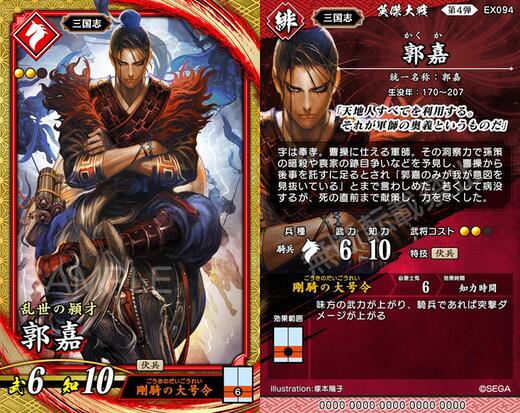 三国志
乱世の穎才
郭嘉
伏兵
武6 知10
ごうきのだいごうれい
剛騎の大号令
6
SAMPLE
緋
三国志
英傑大戦
第4弾
EX094
かく か
郭嘉
統一名称：郭嘉
生没年：170～207
「天地人すべてを利用する。
それが軍師の奥義というものだ」
字は奉孝。曹操に仕える軍師。その洞察力で孫策
の暗殺や袁家の跡目争いなどを予見し、曹操から
後事を託すに足るとされ「郭嘉のみが我が意図を
見抜いている」とまで言わしめた。若くして病没
するが、死の直前まで献策し、力を尽くした。
兵種 武力 知力 武将コスト
騎兵 6 10 特技 伏兵
ごうきのだいごうれい 必要士気 効果時間
剛騎の大号令 6 知力時間
効果範囲
味方の武力が上がり、騎兵であれば突撃ダ
メージが上がる
Illustration:塚本陽子
©SEGA
0000-0000-0000-0000-0000